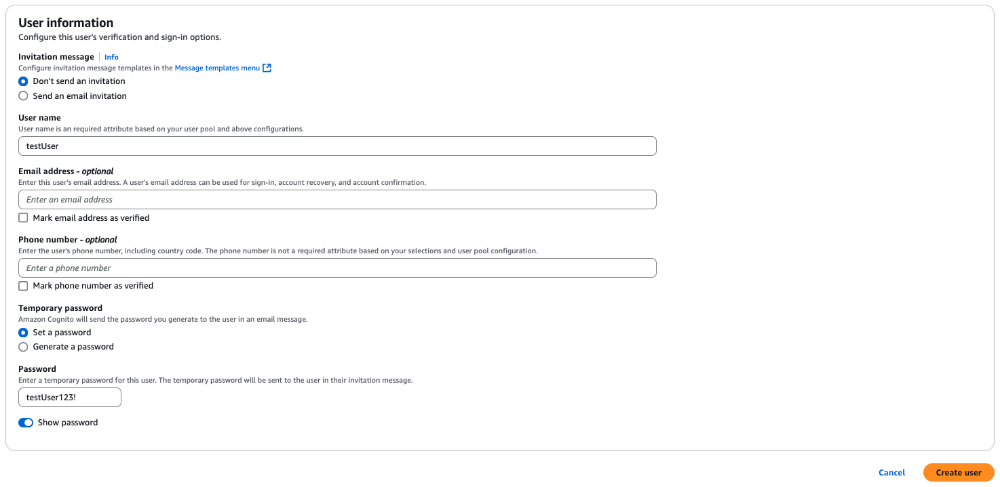 User information
Configure this user's verification and sign-in options.
Invitation message Info
Configure invitation message templates in the Message templates menu
Don't send an invitation
Send an email invitation
User name
User name is an required attribute based on your user pool and above configurations.
testUser
Email address - optional
Enter this user's email address. A user's email address can be used for sign-in, account recovery, and account confirmation.
Enter an email address
Mark email address as verified
Phone number - optional
Enter the user's phone number, including country code. The phone number is not a required attribute based on your selections and user pool configuration.
Enter a phone number
Mark phone number as verified
Temporary password
Amazon Cognito will send the password you generate to the user in an email message.
Set a password
Generate a password
Password
Enter a temporary password for this user. The temporary password will be sent to the user in their invitation message.
testUser123!
Show password
Cancel Create user